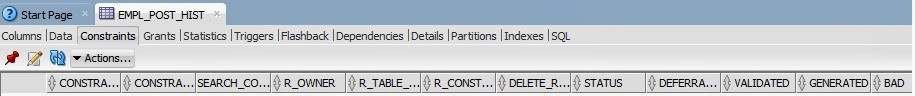 Start Page EMPL_POST_HIST
Columns Data Constraints Grants Statistics Triggers Flashback Dependencies Details Partitions Indexes SQL
Actions...
CONSTRA... CONSTRA... SEARCH_CO... R_OWNER R_TABLE_... R_CONST... DELETE_R... STATUS DEFERRA... VALIDATED GENERATED BAD